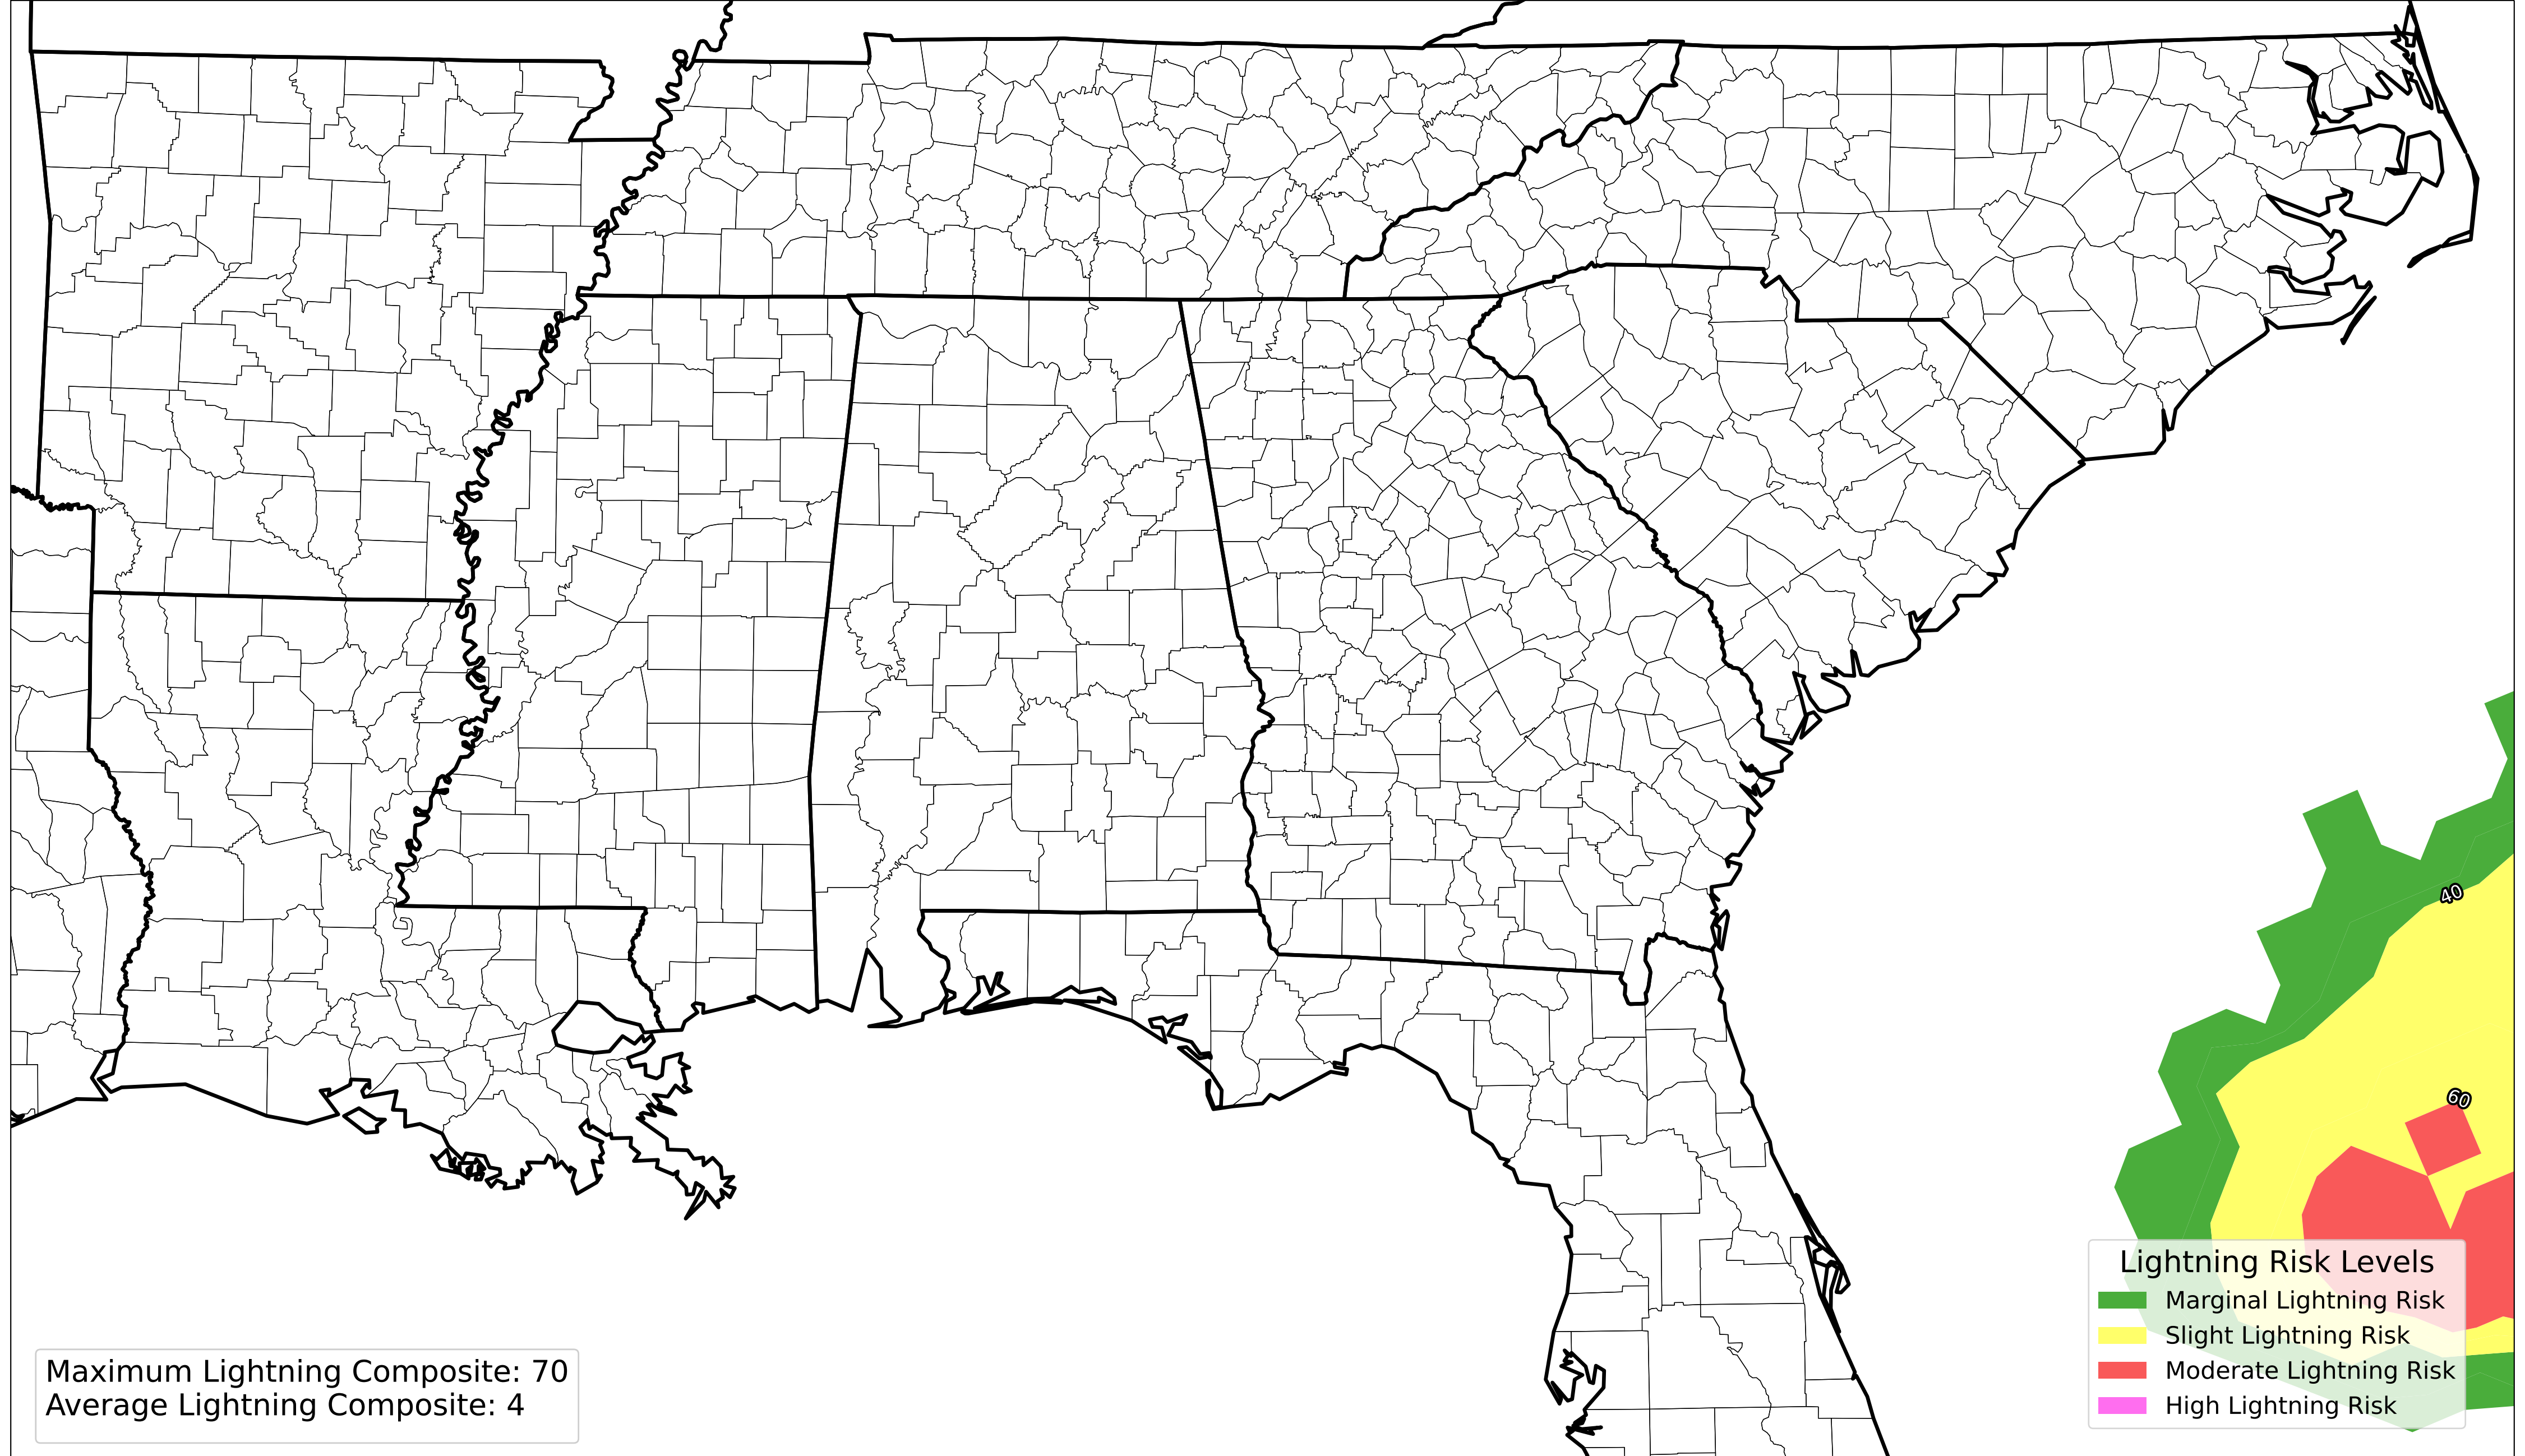 40
60
Lightning Risk Levels
Marginal Lightning Risk
Slight Lightning Risk
Moderate Lightning Risk
High Lightning Risk
Maximum Lightning Composite: 70
Average Lightning Composite: 4